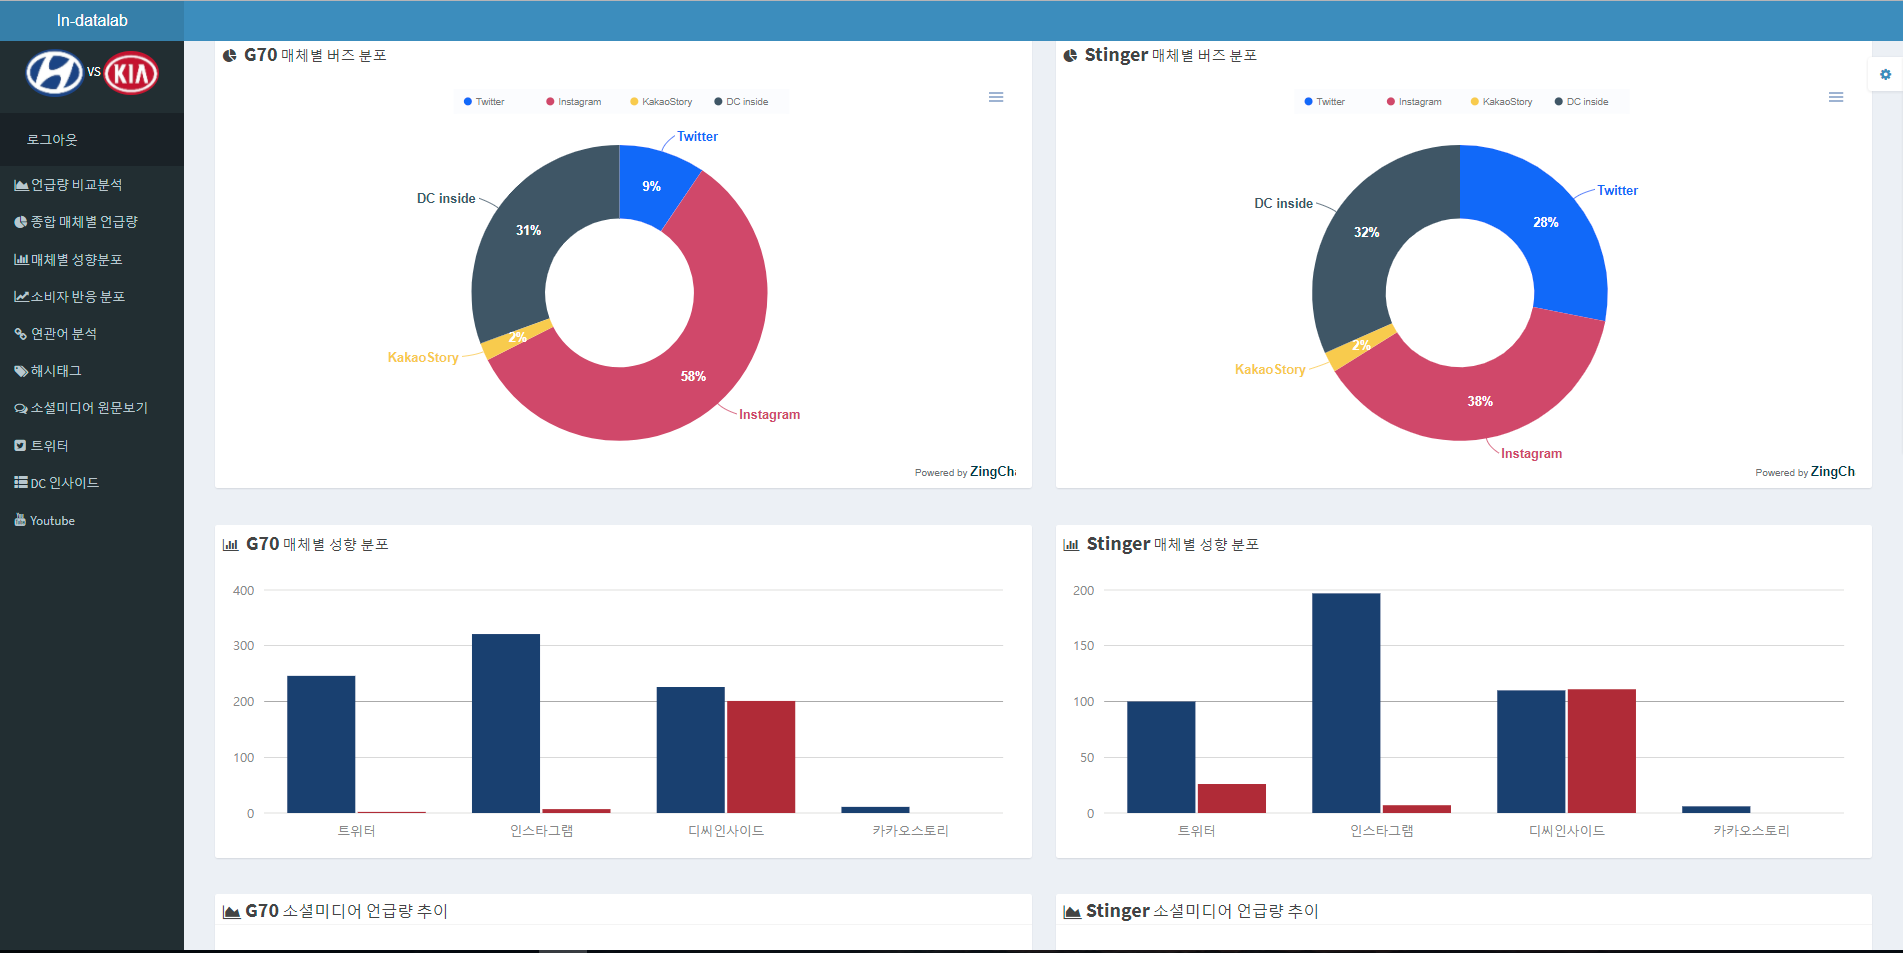 In-datalab
VS KIA
로그아웃
언급량 비교분석
종합 매체별 언급량
매체별 성향분포
소비자 반응 분포
연관어 분석
해시태그
소셜미디어 원문보기
트위터
DC 인사이드
Youtube
G70 매체별 버즈 분포
Twitter Instagram KakaoStory DC inside
Twitter
9%
DC inside
31%
2%
KakaoStory
58%
Instagram
Powered by ZingCh
Stinger 매체별 버즈 분포
Twitter Instagram KakaoStory DC inside
Twitter
28%
DC inside
32%
2%
KakaoStory
38%
Instagram
Powered by ZingCh
G70 매체별 성향 분포
400
300
200
100
0
트위터 인스타그램 디씨인사이드 카카오스토리
Stinger 매체별 성향 분포
200
150
100
50
0
트위터 인스타그램 디씨인사이드 카카오스토리
G70 소셜미디어 언급량 추이
Stinger 소셜미디어 언급량 추이